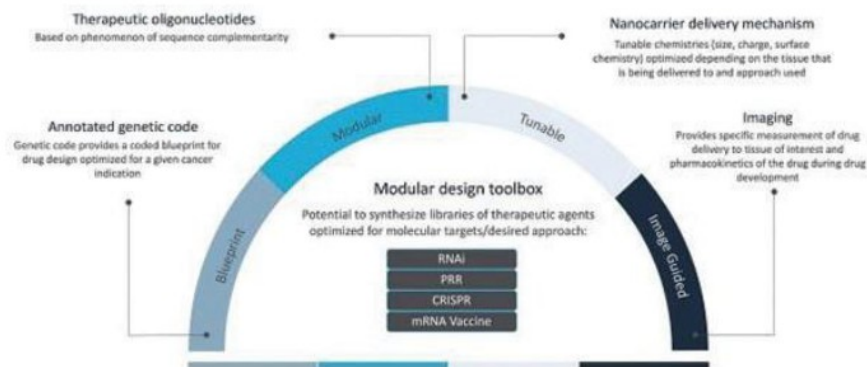 Therapeutic oligonucleotides
Based on phenomenon of sequence complementarity
Nanocarrier delivery mechanism
Tunable chemistries (size, charge, surface
chemistry) optimized depending on the tissue that
is being delivered to and approach used
Annotated genetic code
Genetic code provides a coded blueprint for
drug design optimized for a given cancer
indication
Imaging
Provides specific measurement of drug
delivery to tissue of interest and
pharmacokinetics of the drug during drug
development
Blueprint
Modular
Tunable
Image Guided
Modular design toolbox
Potential to synthesize libraries of therapeutic agents
optimized for molecular targets/desired approach:
RNAi
PRR
CRISPR
mRNA Vaccine